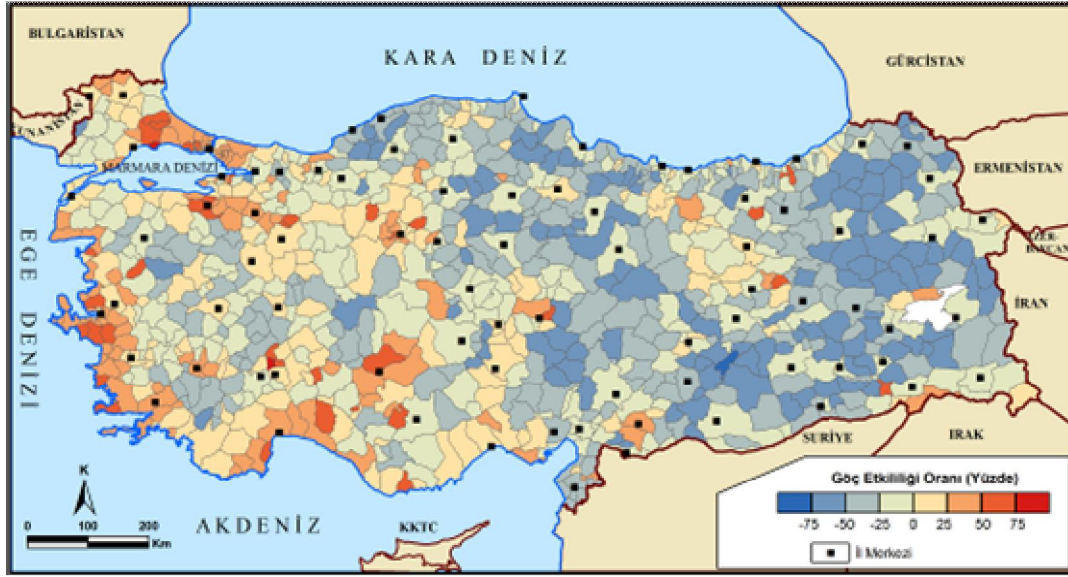 BULGARİSTAN
KARA DENİZ
GÜRCİSTAN
YUNANİSTAN
MARMARA DENİZİ
ERMENİSTAN
AZER-
BAYCAN
EGE DENİZİ
İRAN
SURİYE
IRAK
K
0 100 200
Km
AKDENİZ
KKTC
Göç Etkililiği Oranı (Yüzde)
-75 -50 -25 0 25 50 75
İl Merkezi